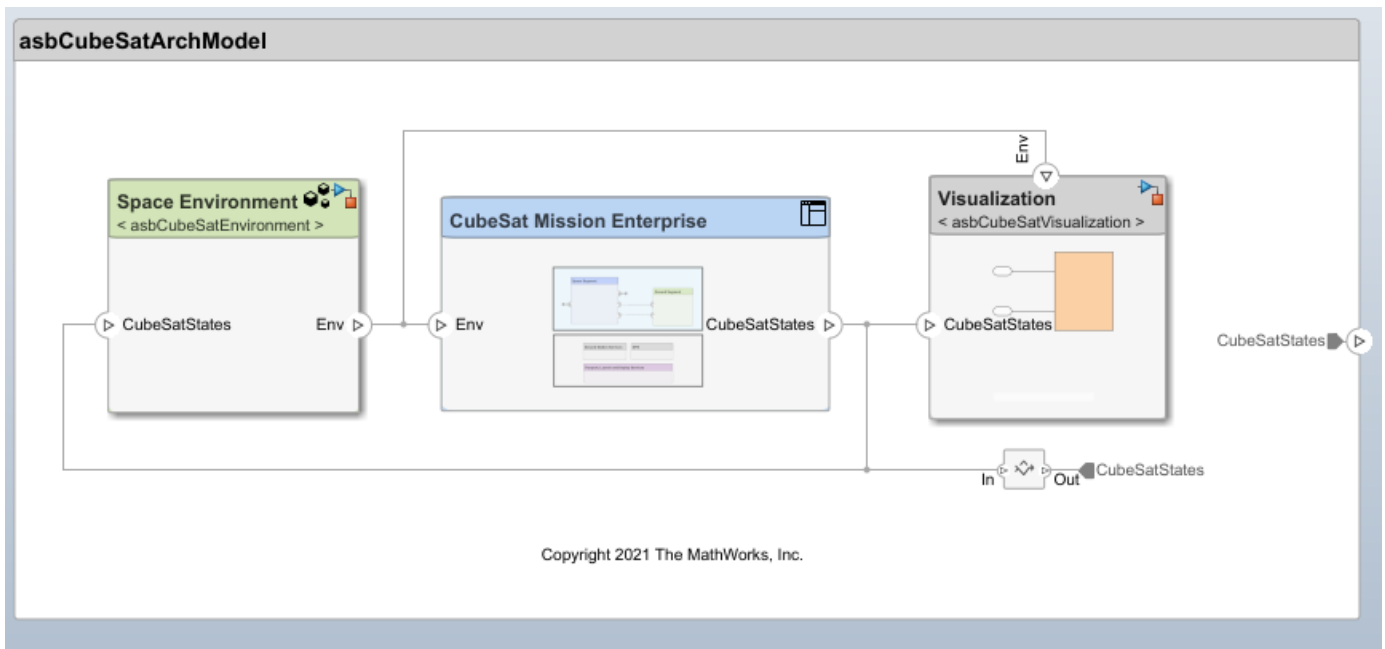 asbCubeSatArchModel
Env
Space Environment
< asbCubeSatEnvironment >
CubeSat Mission Enterprise
Visualization
< asbCubeSatVisualization >
CubeSatStates
Env
Env
CubeSatStates
CubeSatStates
CubeSatStates
In
Out
CubeSatStates
Copyright 2021 The MathWorks, Inc.